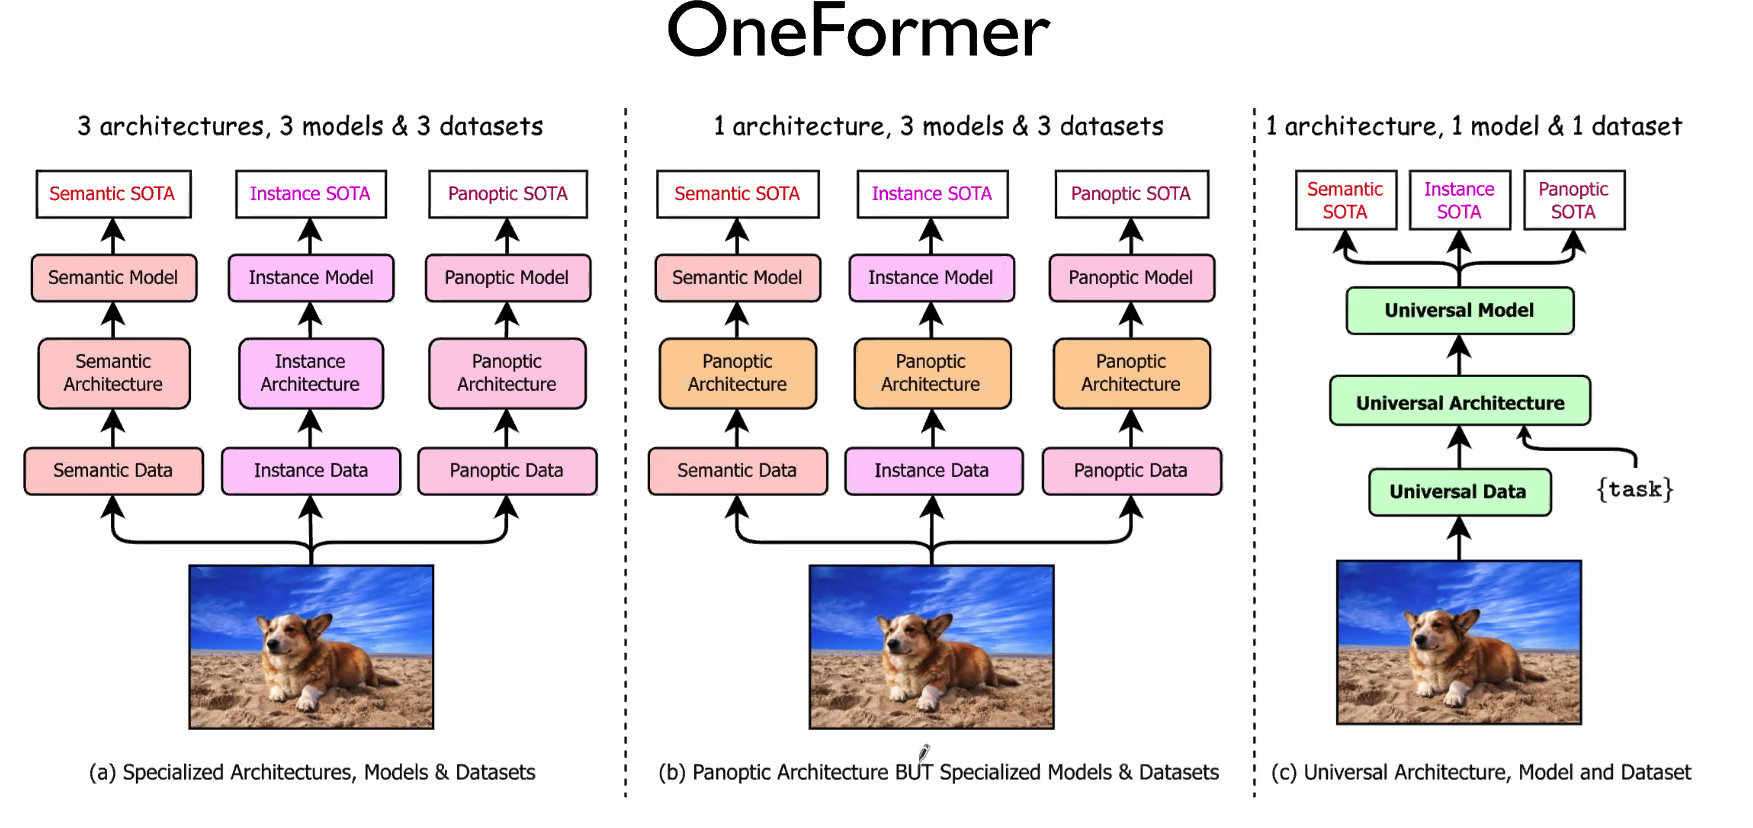 OneFormer
3 architectures, 3 models & 3 datasets
Semantic SOTA
Instance SOTA
Panoptic SOTA
Semantic Model
Instance Model
Panoptic Model
Semantic
Architecture
Instance
Architecture
Panoptic
Architecture
Semantic Data
Instance Data
Panoptic Data
(a) Specialized Architectures, Models & Datasets
1 architecture, 3 models & 3 datasets
Semantic SOTA
Instance SOTA
Panoptic SOTA
Semantic Model
Instance Model
Panoptic Model
Panoptic
Architecture
Panoptic
Architecture
Panoptic
Architecture
Semantic Data
Instance Data
Panoptic Data
(b) Panoptic Architecture BUT Specialized Models & Datasets
1 architecture, 1 model & 1 dataset
Semantic
SOTA
Instance
SOTA
Panoptic
SOTA
Universal Model
Universal Architecture
Universal Data
{task}
(c) Universal Architecture, Model and Dataset